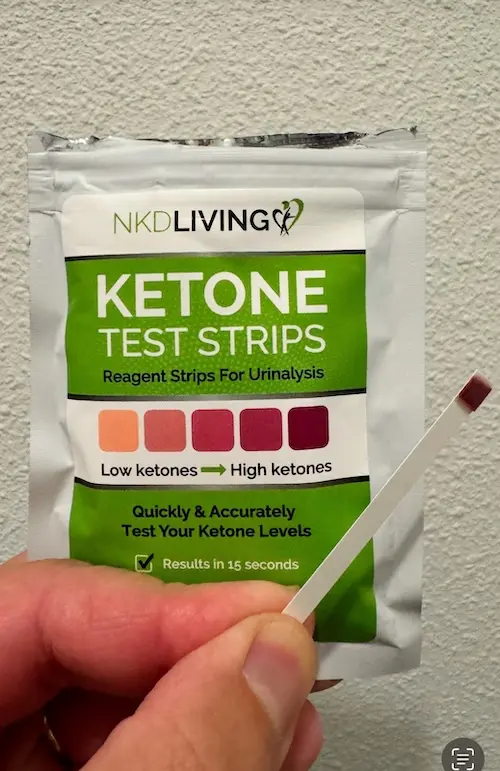 NKDLIVING
KETONE
TEST STRIPS
Reagent Strips For Urinalysis
Low ketones → High ketones
Quickly & Accurately
Test Your Ketone Levels
Results in 15 seconds